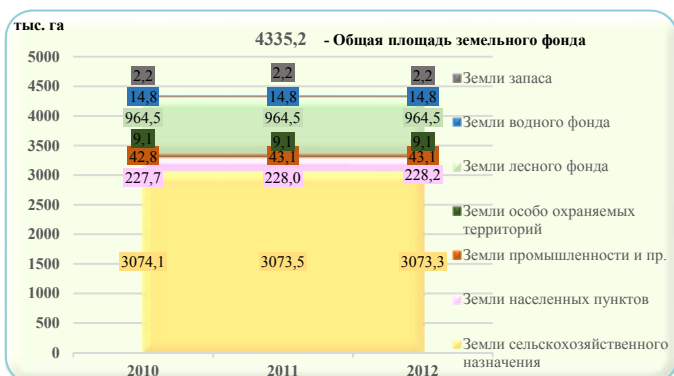 тыс. га
4335,2 - Общая площадь земельного фонда
5000
4500
4000
3500
3000
2500
2000
1500
1000
500
0
2,2 2,2 2,2
14,8 14,8 14,8
964,5 964,5 964,5
9,1 9,1 9,1
42,8 43,1 43,1
227,7 228,0 228,2
3074,1 3073,5 3073,3
2010 2011 2012
Земли запаса
Земли водного фонда
Земли лесного фонда
Земли особо охраняемых
территорий
Земли промышленности и пр.
Земли населенных пунктов
Земли сельскохозяйственного
назначения